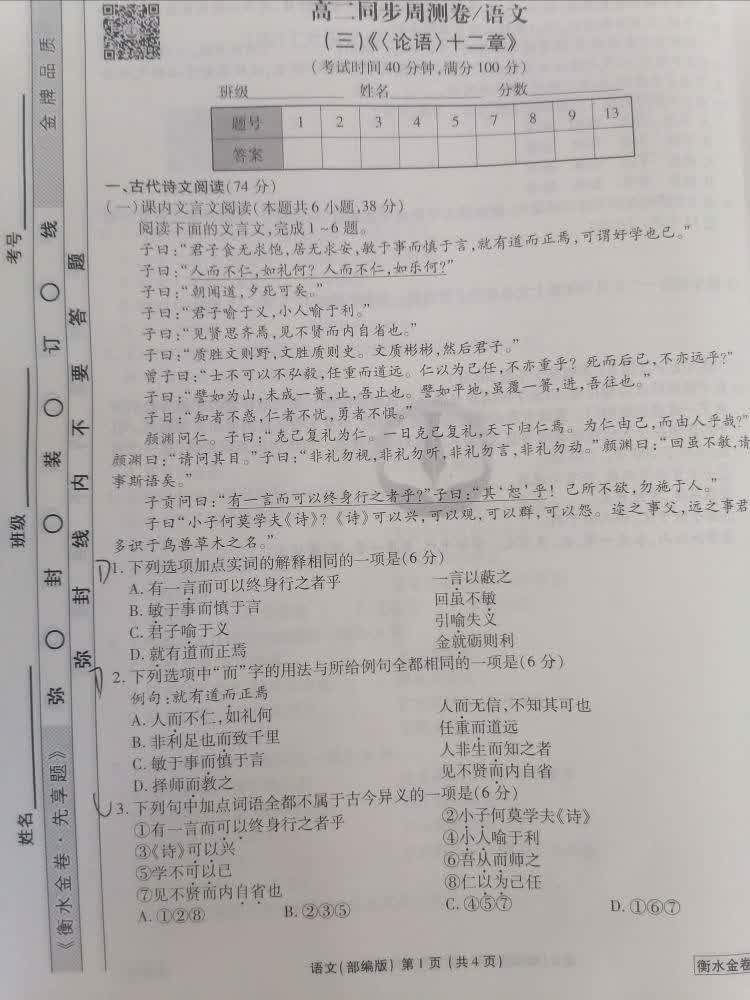 高二同步周测卷/语文
(三)《〈论语〉十二章》
(考试时间40分钟,满分100分)
班级 姓名 分数
题号 1 2 3 4 5 7 8 9 13
答案
一、古代诗文阅读(74分)
(一)课内文言文阅读(本题共6小题,38分)
阅读下面的文言文,完成1~6题。
子曰:“君子食无求饱,居无求安,敏于事而慎于言,就有道而正焉,可谓好学也已。”
子曰:“人而不仁,如礼何?人而不仁,如乐何?”
子曰:“朝闻道,夕死可矣。”
子曰:“君子喻于义,小人喻于利。”
子曰:“见贤思齐焉,见不贤而内自省也。”
子曰:“质胜文则野,文胜质则史。文质彬彬,然后君子。”
曾子曰:“士不可以不弘毅,任重而道远。仁以为己任,不亦重乎?死而后已,不亦远乎?”
子曰:“譬如为山,未成一篑,止,吾止也。譬如平地,虽覆一篑,进,吾往也。”
子曰:“知者不惑,仁者不忧,勇者不惧。”
颜渊问仁。子曰:“克己复礼为仁。一日克己复礼,天下归仁焉。为仁由己,而由人乎哉?”
颜渊曰:“请问其目。”子曰:“非礼勿视,非礼勿听,非礼勿言,非礼勿动。”颜渊曰:“回虽不敏,请
事斯语矣。”
子贡问曰:“有一言而可以终身行之者乎?”子曰:“其‘恕’乎!己所不欲,勿施于人。”
子曰“小子何莫学夫《诗》?《诗》可以兴,可以观,可以群,可以怨。迩之事父,远之事君
多识于鸟兽草木之名。”
D 1. 下列选项加点实词的解释相同的一项是(6分)
A. 有一言而可以终身行之者乎 一言以蔽之
B. 敏于事而慎于言 回虽不敏
C. 君子喻于义 引喻失义
D. 就有道而正焉 金就砺则利
D 2. 下列选项中“而”字的用法与所给例句全都相同的一项是(6分)
例句:就有道而正焉
A. 人而不仁,如礼何 人而无信,不知其可也
B. 非利足也而致千里 任重而道远
C. 敏于事而慎于言 人非生而知之者
D. 择师而教之 见不贤而内自省
C 3. 下列句中加点词语全都不属于古今异义的一项是(6分)
①有一言而可以终身行之者乎 ②小子何莫学夫《诗》
③《诗》可以兴 ④小人喻于利
⑤学不可以已 ⑥吾从而师之
⑦见不贤而内自省也 ⑧仁以为己任
A. ①②⑧ B. ②③⑤ C. ④⑤⑦ D. ①⑥⑦
语文(部编版) 第1页(共4页)
衡水金卷
金牌品质
《衡水金卷·先享题》
考号
班级
姓名
弥 封 装 订 线
弥 封 线 内 不 要 答 题